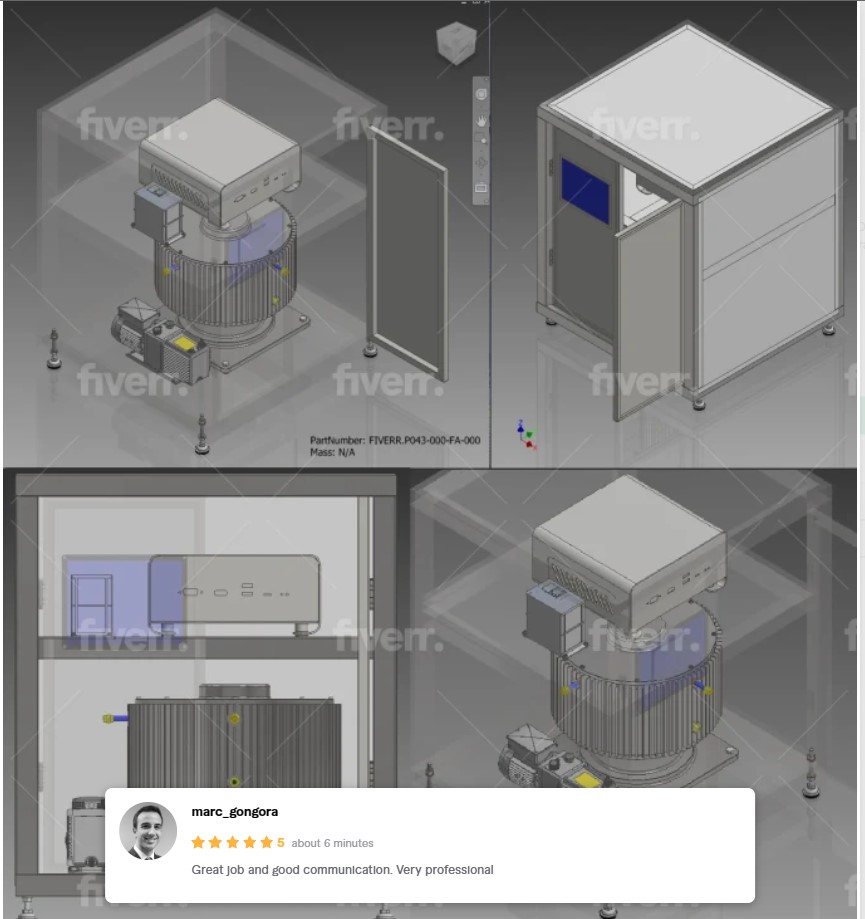 fiverr.
fiverr.
fiverr.
fiverr.
fiverr.
fiverr.
PartNumber: FIVERR.P043-000-FA-000
Mass: N/A
fiverr.
fiverr.
marc_gongora
5 about 6 minutes
Great job and good communication. Very professional